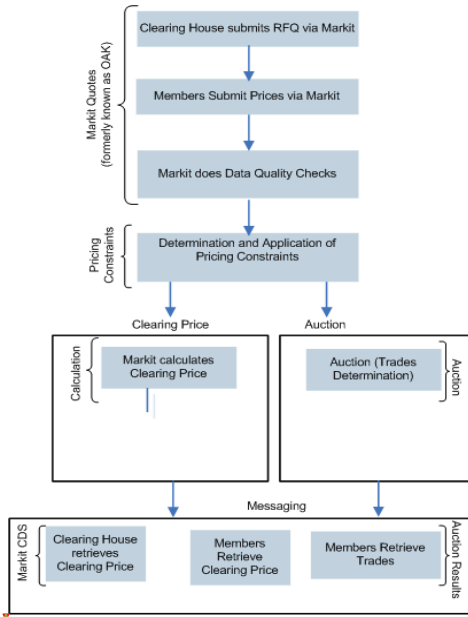 Clearing House submits RFQ via Markit
Members Submit Prices via Markit
Markit does Data Quality Checks
Markit Quotes
(formerly known as OAK)
Determination and Application of
Pricing Constraints
Pricing
Constraints
Clearing Price
Auction
Calculation
Markit calculates
Clearing Price
Auction (Trades
Determination)
Auction
Messaging
Markit CDS
Clearing House
retrieves
Clearing Price
Members
Retrieve
Clearing Price
Members Retrieve
Trades
Auction Results